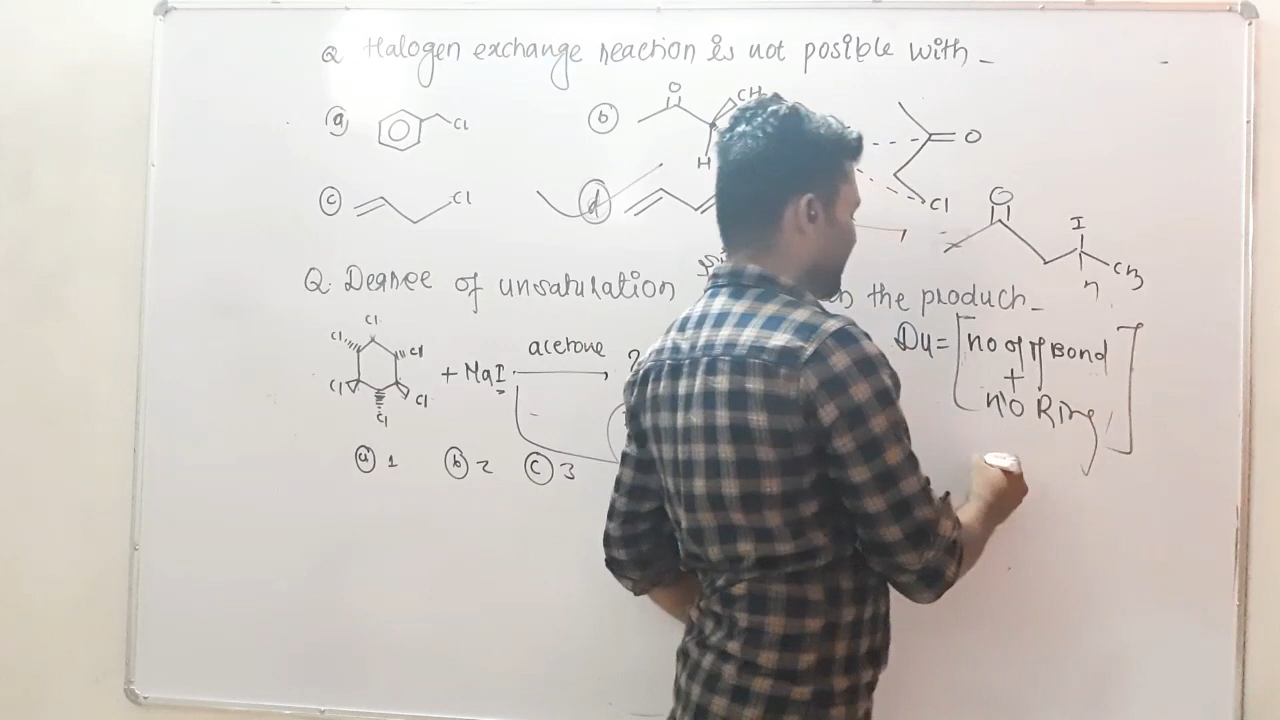 Q Halogen exchange reaction is not posible with -
(a) Cl
(b) O H
O
(c) Cl
(d)
Cl
O
I
CH3
Q. Degree of unsaturation the product -
Cl Cl Cl Cl Cl Cl + NaI acetone
Du = [no of π Bond
+
no Ring]
(a) 1 (b) 2 (c) 3